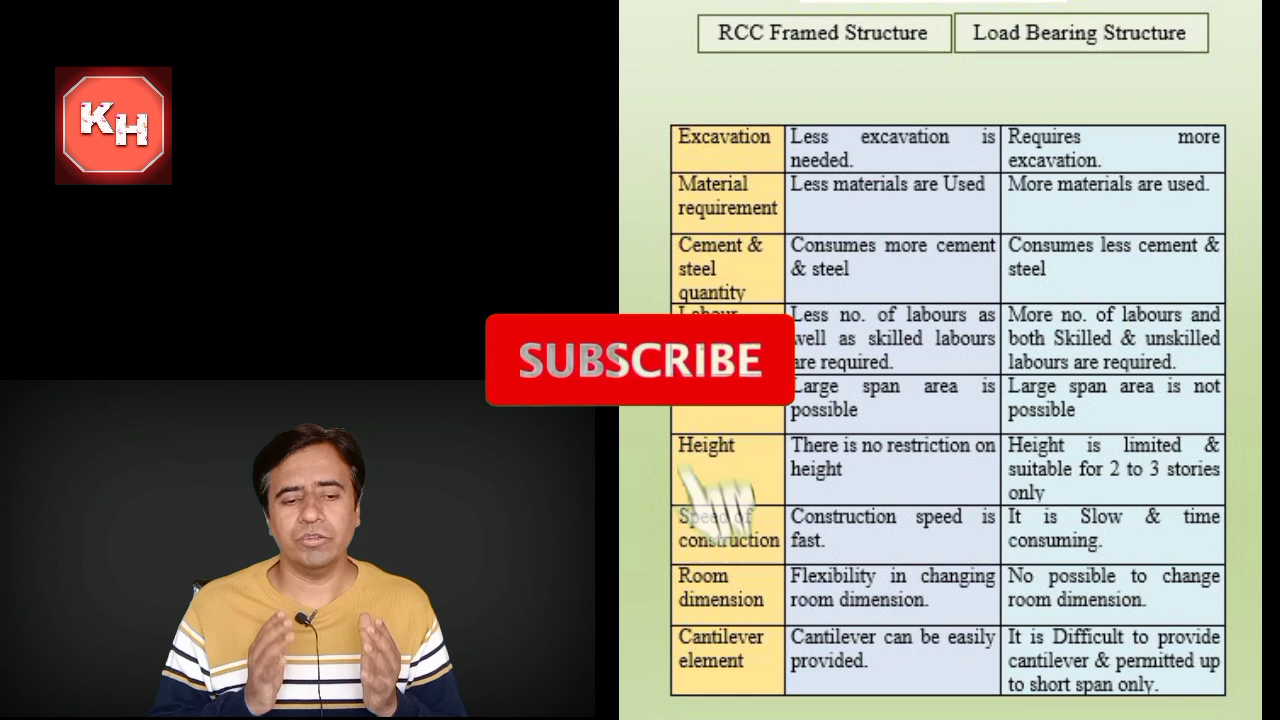 KH
RCC Framed Structure
Load Bearing Structure
Excavation
Less excavation is
needed.
Requires more
excavation.
Material
requirement
Less materials are Used
More materials are used.
Cement &
steel
quantity
Consumes more cement
& steel
Consumes less cement &
steel
Labour
Less no. of labours as
well as skilled labours
are required.
More no. of labours and
both Skilled & unskilled
labours are required.
SUBSCRIBE
Large span area is
possible
Large span area is not
possible
Height
There is no restriction on
height
Height is limited &
suitable for 2 to 3 stories
only
Speed of
construction
Construction speed is
fast.
It is Slow & time
consuming.
Room
dimension
Flexibility in changing
room dimension.
No possible to change
room dimension.
Cantilever
element
Cantilever can be easily
provided.
It is Difficult to provide
cantilever & permitted up
to short span only.